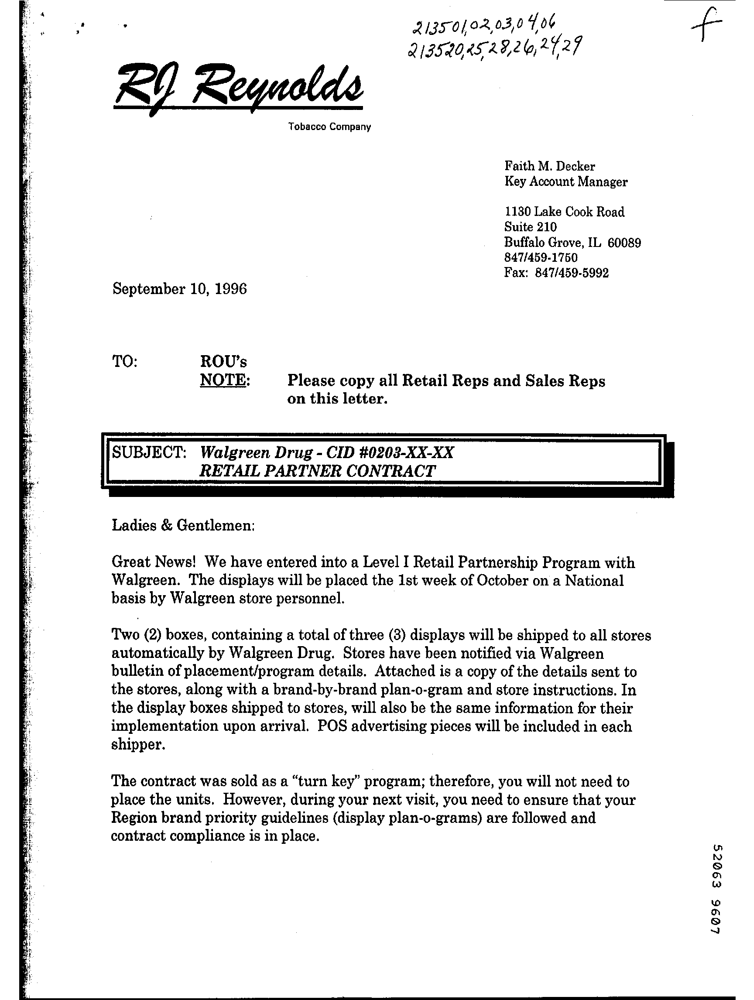 213501,02,03,04,06
213520,25,28,26,24,29
f
RJ Reynolds
Tobacco Company
Faith M. Decker
Key Account Manager
1130 Lake Cook Road
Suite 210
Buffalo Grove, IL 60089
847/459-1750
Fax: 847/459-5992
September 10, 1996
TO: ROU's
NOTE: Please copy all Retail Reps and Sales Reps
on this letter.
SUBJECT: Walgreen Drug - CID #0203-XX-XX
RETAIL PARTNER CONTRACT
Ladies & Gentlemen:
Great News! We have entered into a Level I Retail Partnership Program with
Walgreen. The displays will be placed the 1st week of October on a National
basis by Walgreen store personnel.
Two (2) boxes, containing a total of three (3) displays will be shipped to all stores
automatically by Walgreen Drug. Stores have been notified via Walgreen
bulletin of placement/program details. Attached is a copy of the details sent to
the stores, along with a brand-by-brand plan-o-gram and store instructions. In
the display boxes shipped to stores, will also be the same information for their
implementation upon arrival. POS advertising pieces will be included in each
shipper.
The contract was sold as a “turn key” program; therefore, you will not need to
place the units. However, during your next visit, you need to ensure that your
Region brand priority guidelines (display plan-o-grams) are followed and
contract compliance is in place.
52063 9607